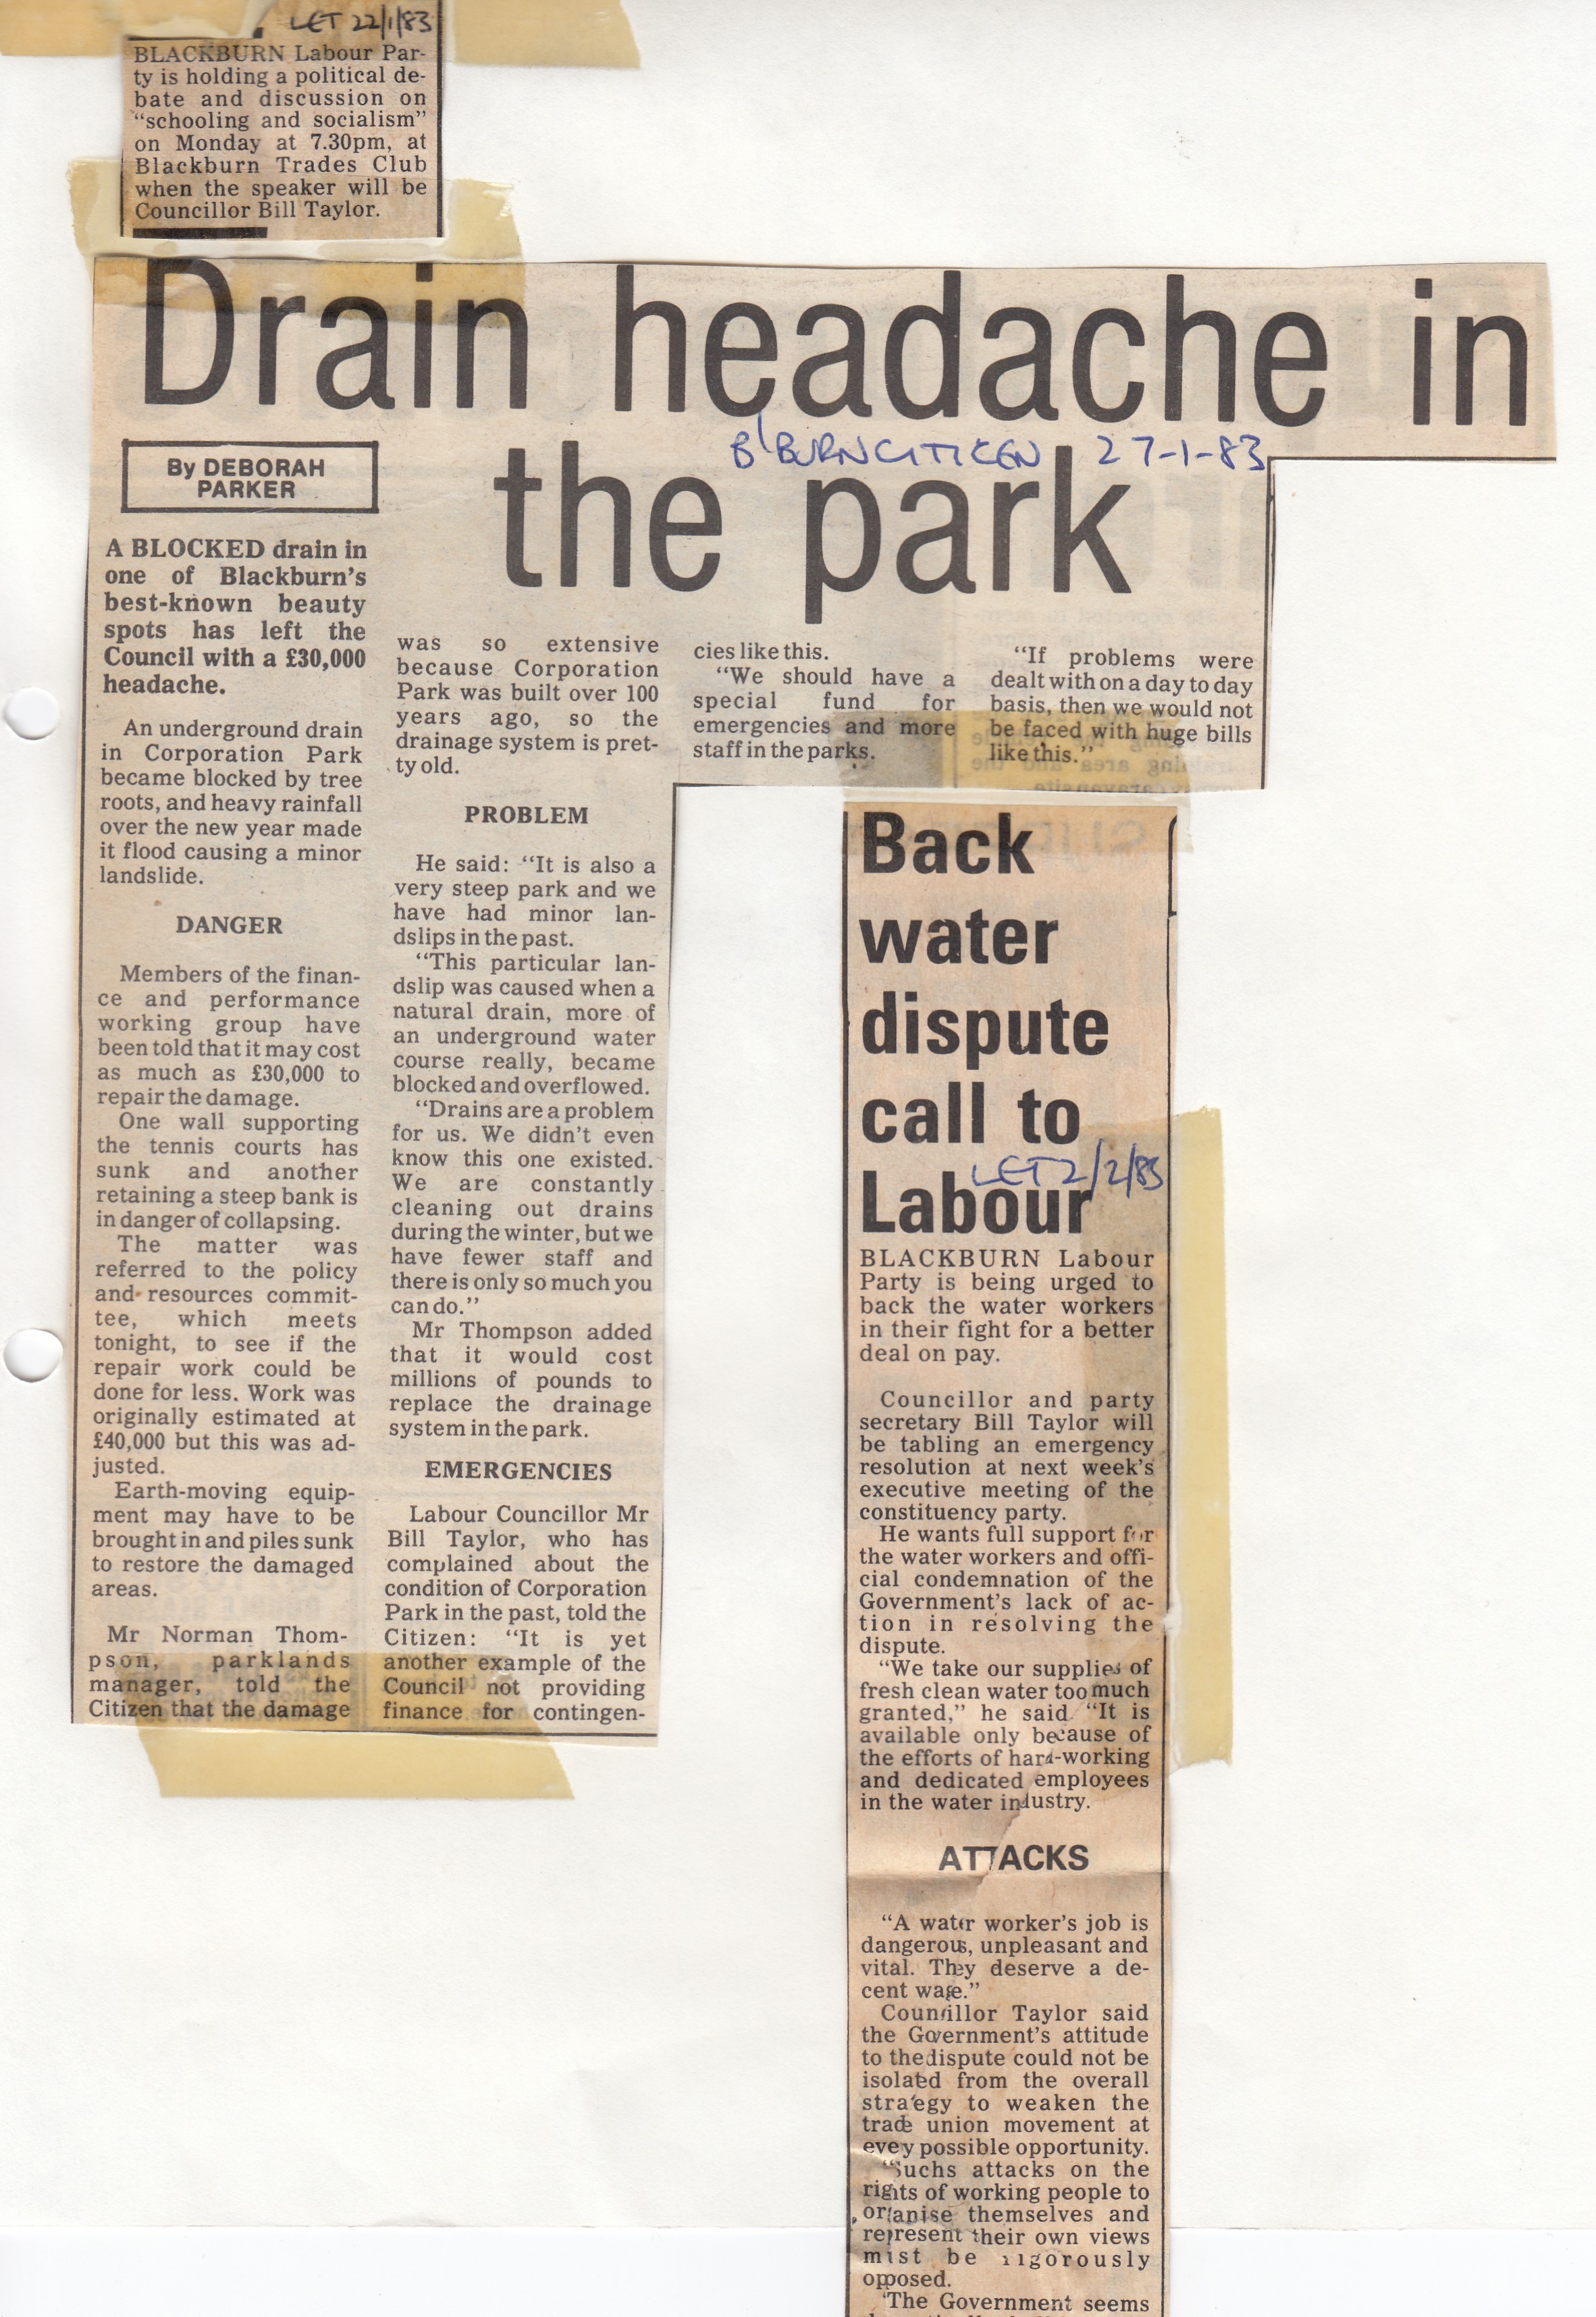 LET 22/1/83
BLACKBURN Labour Par-
ty is holding a political de-
bate and discussion on
“schooling and socialism”
on Monday at 7.30pm, at
Blackburn Trades Club
when the speaker will be
Councillor Bill Taylor.
Drain headache in
the park
B'BURN CITIZEN 27-1-83
By DEBORAH
PARKER
A BLOCKED drain in
one of Blackburn's
best-known beauty
spots has left the
Council with a £30,000
headache.
An underground drain
in Corporation Park
became blocked by tree
roots, and heavy rainfall
over the new year made
it flood causing a minor
landslide.
DANGER
Members of the finan-
ce and performance
working group have
been told that it may cost
as much as £30,000 to
repair the damage.
One wall supporting
the tennis courts has
sunk and another
retaining a steep bank is
in danger of collapsing.
The matter was
referred to the policy
and resources commit-
tee, which meets
tonight, to see if the
repair work could be
done for less. Work was
originally estimated at
£40,000 but this was ad-
justed.
Earth-moving equip-
ment may have to be
brought in and piles sunk
to restore the damaged
areas.
Mr Norman Thom-
pson, parklands
manager, told the
Citizen that the damage
was so extensive
because Corporation
Park was built over 100
years ago, so the
drainage system is pret-
ty old.
PROBLEM
He said: “It is also a
very steep park and we
have had minor lan-
dslips in the past.
“This particular lan-
dslip was caused when a
natural drain, more of
an underground water
course really, became
blocked and overflowed.
“Drains are a problem
for us. We didn't even
know this one existed.
We are constantly
cleaning out drains
during the winter, but we
have fewer staff and
there is only so much you
can do.”
Mr Thompson added
that it would cost
millions of pounds to
replace the drainage
system in the park.
EMERGENCIES
Labour Councillor Mr
Bill Taylor, who has
complained about the
condition of Corporation
Park in the past, told the
Citizen: “It is yet
another example of the
Council not providing
finance for contingen-
cies like this.
“We should have a
special fund for
emergencies and more
staff in the parks.
“If problems were
dealt with on a day to day
basis, then we would not
be faced with huge bills
like this.”
Back
water
dispute
call to
Labour
LET 2/2/83
BLACKBURN Labour
Party is being urged to
back the water workers
in their fight for a better
deal on pay.
Councillor and party
secretary Bill Taylor will
be tabling an emergency
resolution at next week's
executive meeting of the
constituency party.
He wants full support for
the water workers and offi-
cial condemnation of the
Government's lack of ac-
tion in resolving the
dispute.
“We take our supplies of
fresh clean water too much
granted,” he said. “It is
available only because of
the efforts of hard-working
and dedicated employees
in the water industry.
ATTACKS
“A water worker's job is
dangerous, unpleasant and
vital. They deserve a de-
cent wage.”
Councillor Taylor said
the Government's attitude
to the dispute could not be
isolated from the overall
strategy to weaken the
trade union movement at
every possible opportunity.
“Suchs attacks on the
rights of working people to
organise themselves and
represent their own views
must be rigorously
opposed.
“The Government seems